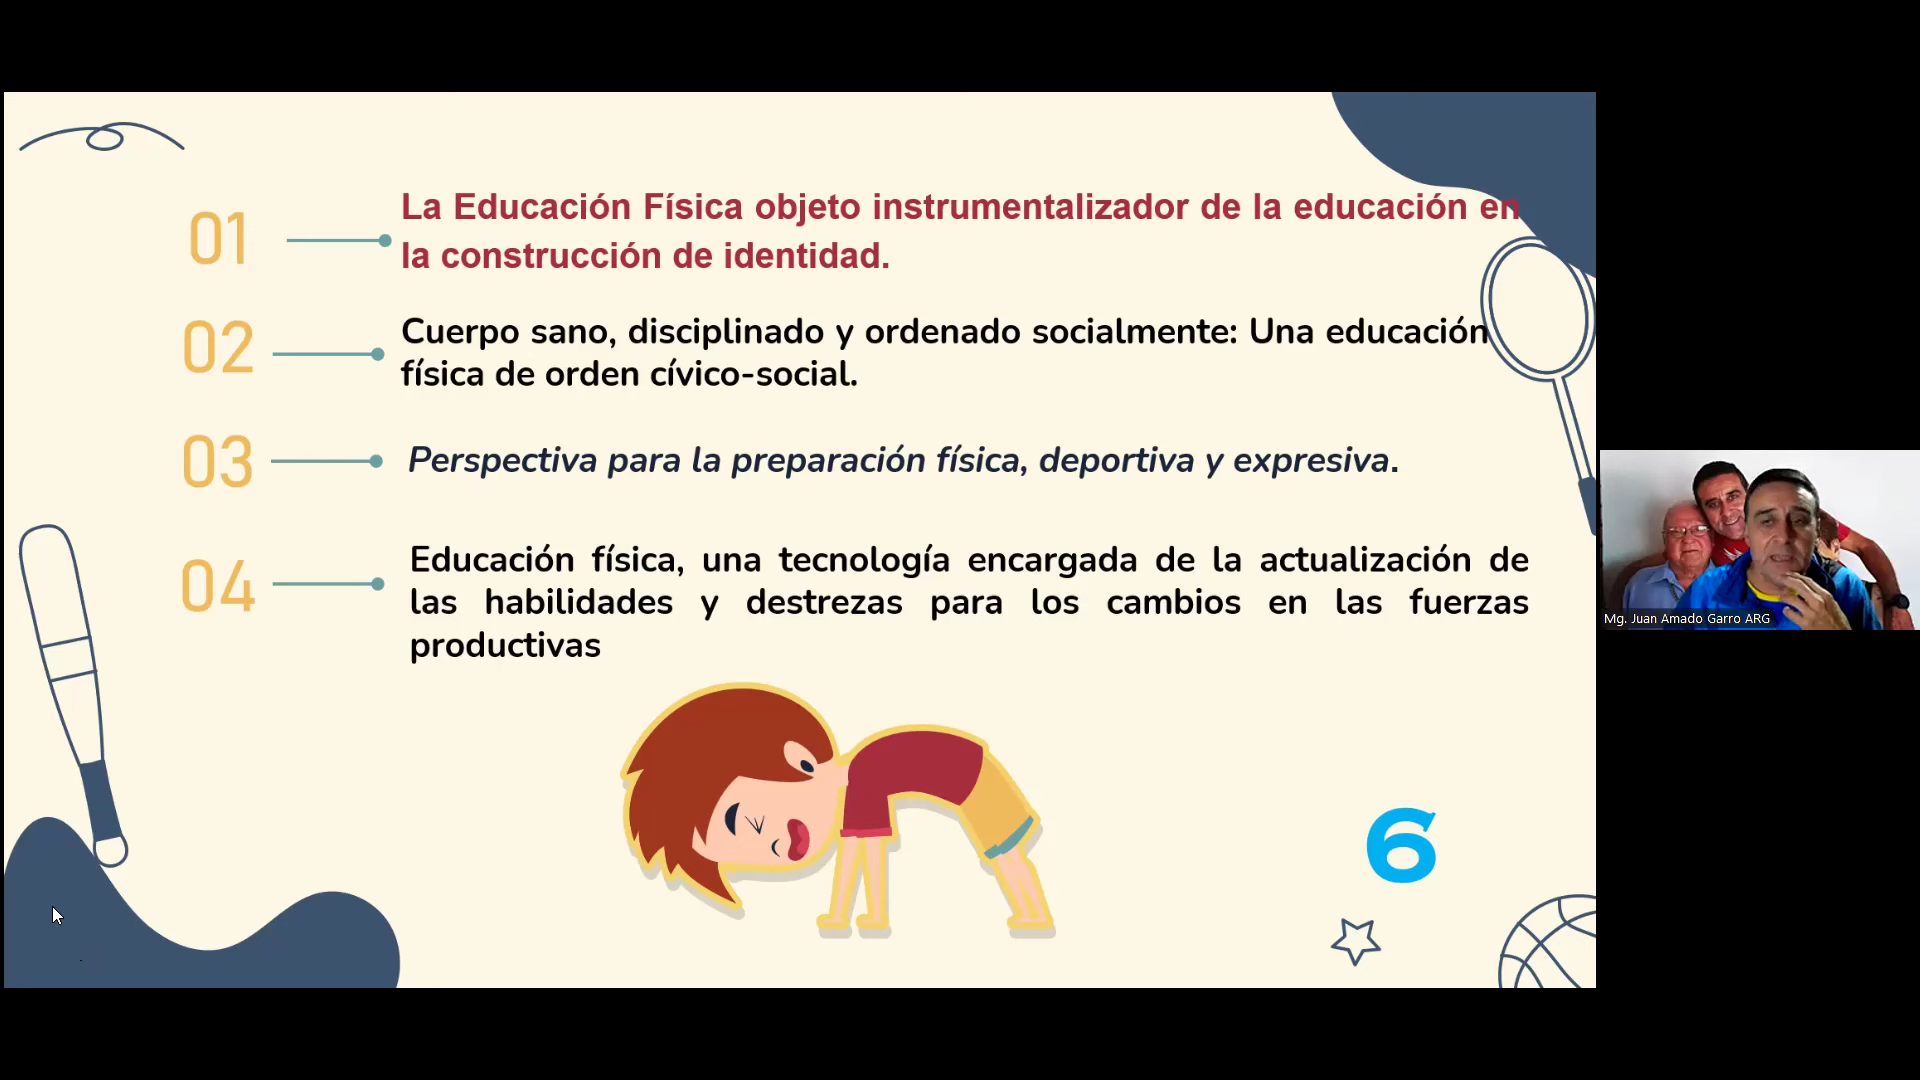 01
La Educación Física objeto instrumentalizador de la educación en
la construcción de identidad.
02
Cuerpo sano, disciplinado y ordenado socialmente: Una educación
física de orden cívico-social.
03
Perspectiva para la preparación física, deportiva y expresiva.
04
Educación física, una tecnología encargada de la actualización de
las habilidades y destrezas para los cambios en las fuerzas
productivas
6
Mg. Juan Amado Garro ARG